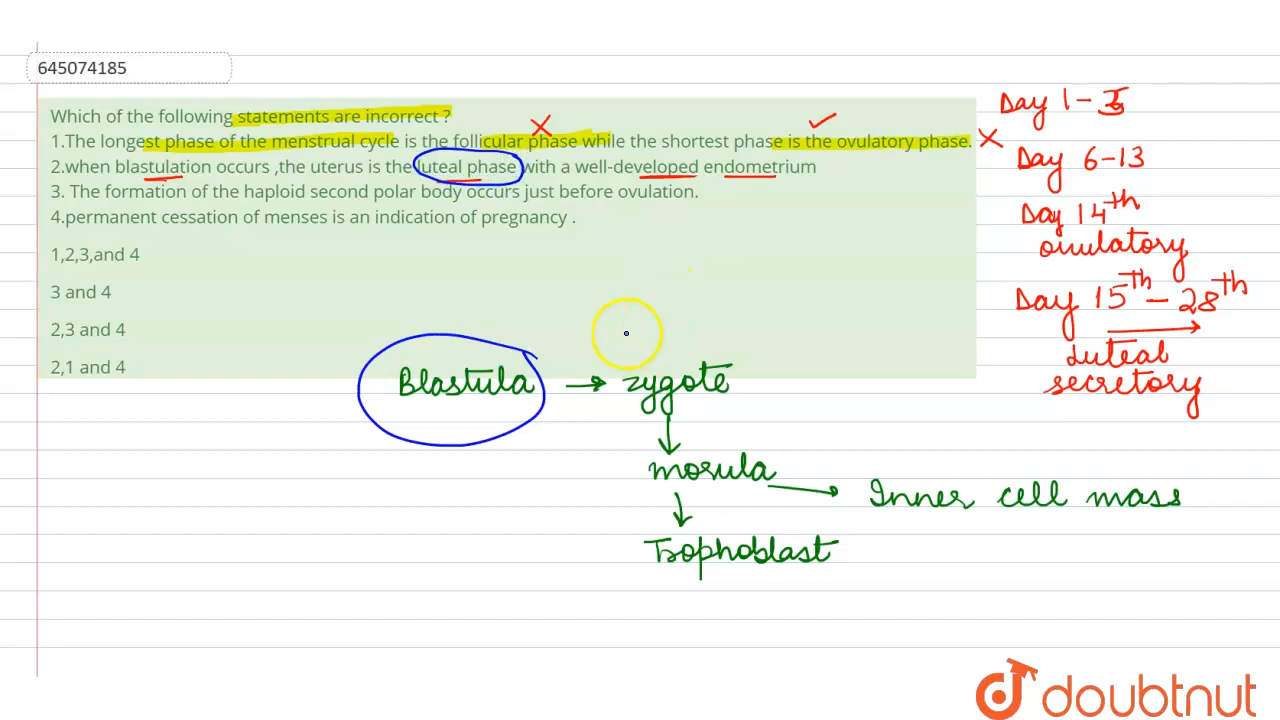 645074185
Which of the following statements are incorrect ?
1.The longest phase of the menstrual cycle is the follicular phase while the shortest phase is the ovulatory phase.
2.when blastulation occurs ,the uterus is the luteal phase with a well-developed endometrium
3. The formation of the haploid second polar body occurs just before ovulation.
4.permanent cessation of menses is an indication of pregnancy .
1,2,3,and 4
3 and 4
2,3 and 4
2,1 and 4
Day 1-
Day 6-13
Day 14th
ovulatory
Day 15th - 28th
Luteal
secretory
Blastula → zygote
morula
Inner cell mass
Trophoblast
doubtnut